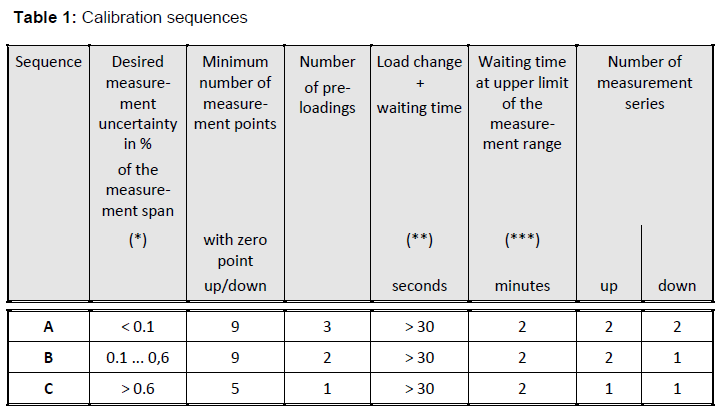 Table 1: Calibration sequences
Sequence
Desired
measure-
ment
uncertainty
in %
of the
measure-
ment span
(*)
Minimum
number of
measure-
ment points
with zero
point
up/down
Number
of pre-
loadings
Load change
+
waiting time
(**)
seconds
Waiting time
at upper limit
of the
measure-
ment range
(***)
minutes
Number of
measurement
series
up down
A < 0.1 9 3 > 30 2 2 2
B 0.1 ... 0,6 9 2 > 30 2 2 1
C > 0.6 5 1 > 30 2 1 1